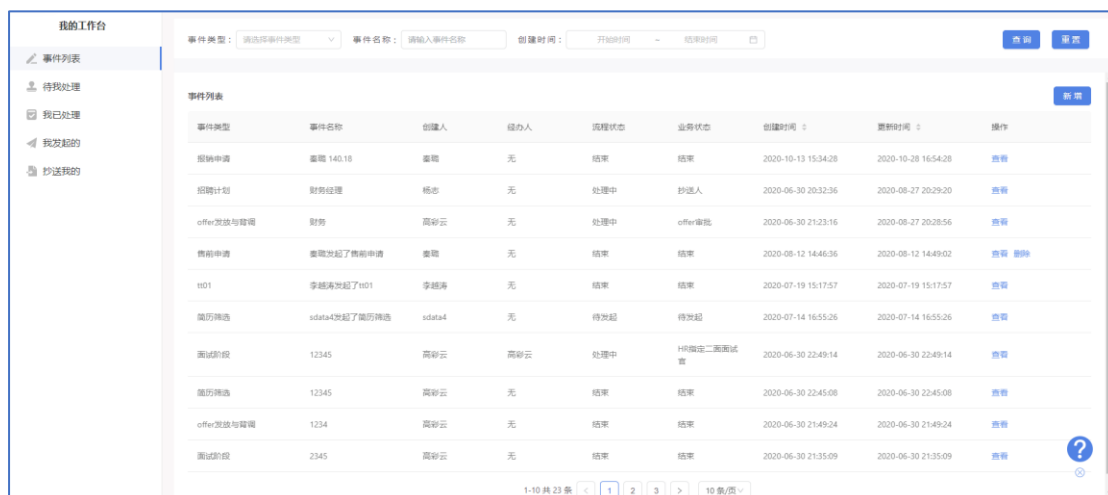 我的工作台
事件列表
待我处理
我已处理
我发起的
抄送我的
事件类型： 请选择事件类型 事件名称： 请输入事件名称 创建时间： 开始时间 ~ 结束时间 查询 重置
事件列表 新增
事件类型 事件名称 创建人 经办人 流程状态 业务状态 创建时间 更新时间 操作
报销申请 秦聪 140.18 秦聪 无 结束 结束 2020-10-13 15:34:28 2020-10-28 16:54:28 查看
招聘计划 财务经理 杨志 无 处理中 抄送人 2020-06-30 20:32:36 2020-08-27 20:29:20 查看
offer发放与背调 财务 高彩云 无 处理中 offer审批 2020-06-30 21:23:16 2020-08-27 20:28:56 查看
售前申请 秦聪发起了售前申请 秦聪 无 结束 结束 2020-08-12 14:46:36 2020-08-12 14:49:02 查看 删除
tt01 李越涛发起了tt01 李越涛 无 结束 结束 2020-07-19 15:17:57 2020-07-19 15:17:57 查看
简历筛选 sdata4发起了简历筛选 sdata4 无 待发起 待发起 2020-07-14 16:55:26 2020-07-14 16:55:26 查看
面试阶段 12345 高彩云 高彩云 处理中 HR指定二面面试官 2020-06-30 22:49:14 2020-06-30 22:49:14 查看
简历筛选 12345 高彩云 无 结束 结束 2020-06-30 22:45:08 2020-06-30 22:45:08 查看
offer发放与背调 1234 高彩云 无 结束 结束 2020-06-30 21:49:24 2020-06-30 21:49:24 查看
面试阶段 2345 高彩云 无 结束 结束 2020-06-30 21:35:09 2020-06-30 21:35:09 查看
1-10 共 23 条 < 1 2 3 > 10 条/页